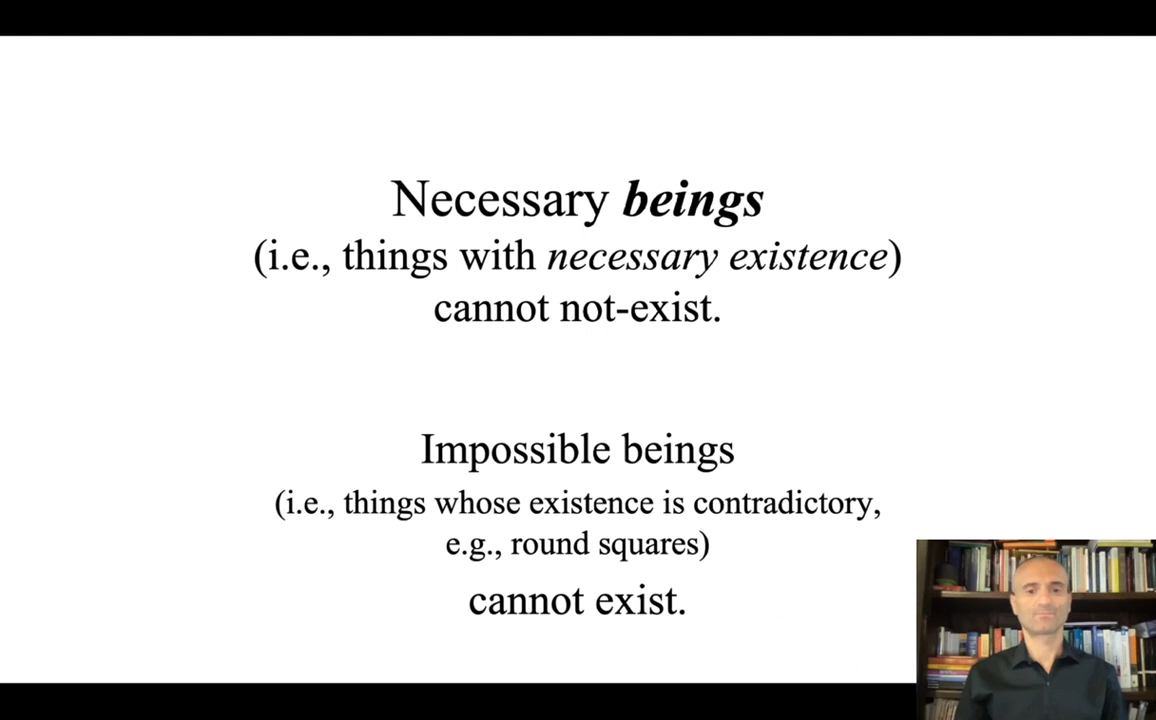 Necessary beings
(i.e., things with necessary existence)
cannot not-exist.
Impossible beings
(i.e., things whose existence is contradictory,
e.g., round squares)
cannot exist.